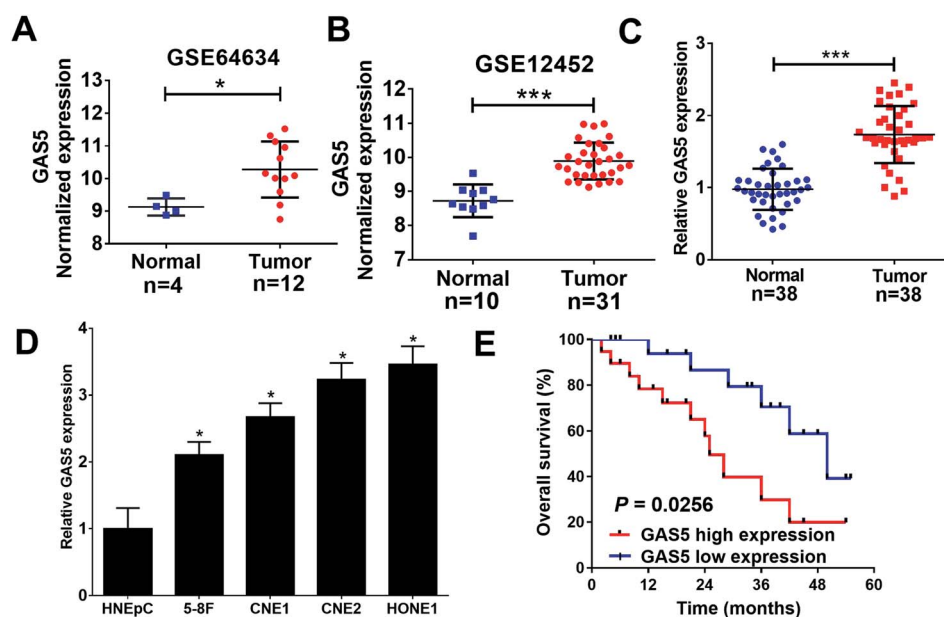 A
GSE64634
GAS5
Normalized expression
*
13
12
11
10
9
8
Normal
n=4
Tumor
n=12
B
GSE12452
GAS5
Normalized expression
***
12
11
10
9
8
7
Normal
n=10
Tumor
n=31
C
Relative GAS5 expression
***
3
2
1
0
Normal
n=38
Tumor
n=38
D
Relative GAS5 expression
4
3
2
1
0
*
*
*
*
HNEpC
5-8F
CNE1
CNE2
HONE1
E
Overall survival (%)
100
80
60
40
20
P = 0.0256
GAS5 high expression
GAS5 low expression
0
12
24
36
48
60
Time (months)